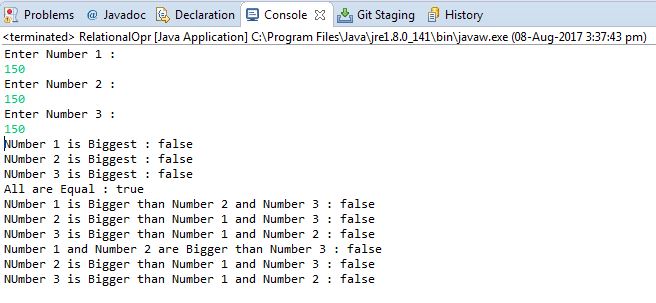 Problems @ Javadoc Declaration Console Git Staging History
<terminated> RelationalOpr [Java Application] C:\Program Files\Java\jre1.8.0_141\bin\javaw.exe (08-Aug-2017 3:37:43 pm)
Enter Number 1 :
150
Enter Number 2 :
150
Enter Number 3 :
150
NUmber 1 is Biggest : false
NUmber 2 is Biggest : false
NUmber 3 is Biggest : false
All are Equal : true
NUmber 1 is Bigger than Number 2 and Number 3 : false
NUmber 2 is Bigger than Number 1 and Number 3 : false
NUmber 3 is Bigger than Number 1 and Number 2 : false
Number 1 and Number 2 are Bigger than Number 3 : false
NUmber 2 is Bigger than Number 1 and Number 3 : false
NUmber 3 is Bigger than Number 1 and Number 2 : false